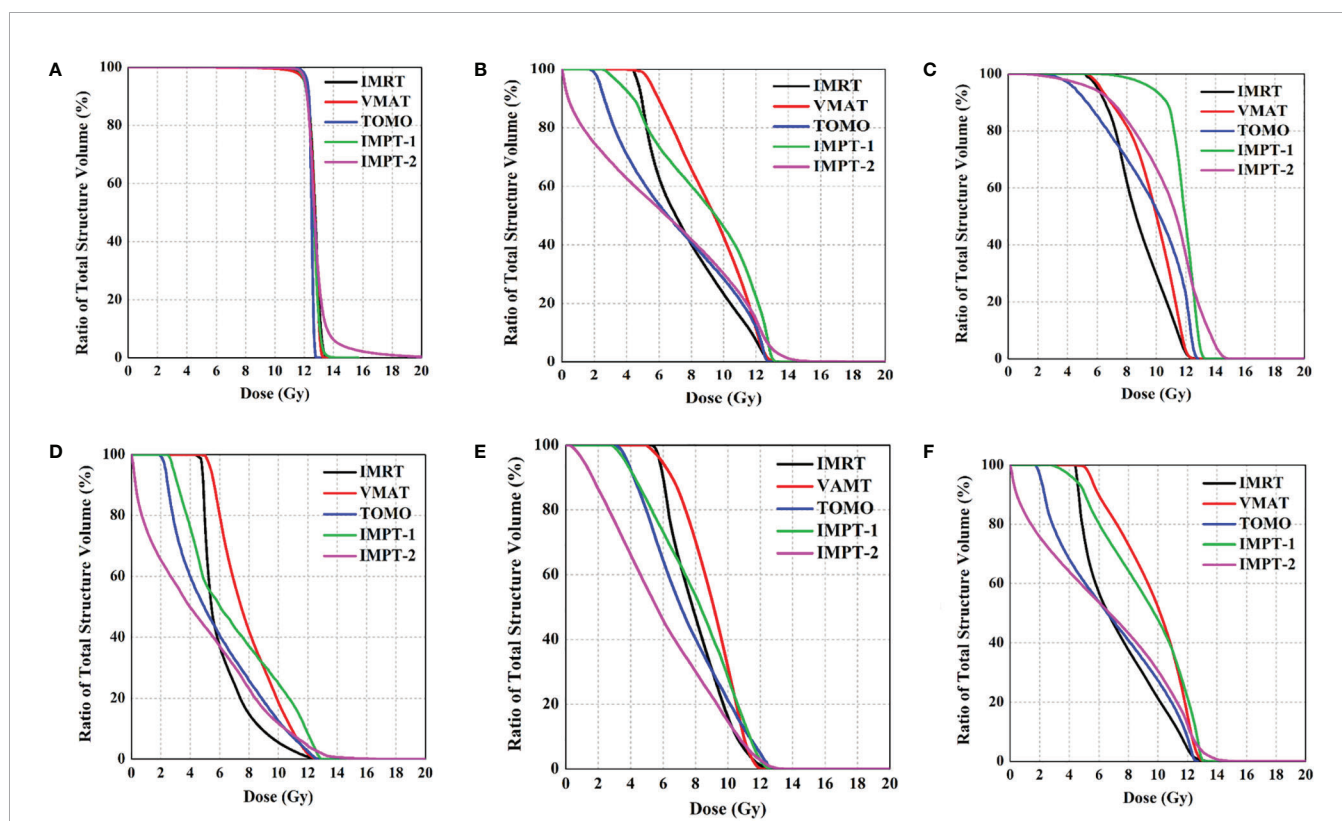 A
Ratio of Total Structure Volume (%)
100
80
60
40
20
0
IMRT
VMAT
TOMO
IMPT-1
IMPT-2
0 2 4 6 8 10 12 14 16 18 20
Dose (Gy)
B
Ratio of Total Structure Volume (%)
100
80
60
40
20
0
IMRT
VMAT
TOMO
IMPT-1
IMPT-2
0 2 4 6 8 10 12 14 16 18 20
Dose (Gy)
C
Ratio of Total Structure Volume (%)
100
80
60
40
20
0
IMRT
VMAT
TOMO
IMPT-1
IMPT-2
0 2 4 6 8 10 12 14 16 18 20
Dose (Gy)
D
Ratio of Total Structure Volume (%)
100
80
60
40
20
0
IMRT
VMAT
TOMO
IMPT-1
IMPT-2
0 2 4 6 8 10 12 14 16 18 20
Dose (Gy)
E
Ratio of Total Structure Volume (%)
100
80
60
40
20
0
IMRT
VAMT
TOMO
IMPT-1
IMPT-2
0 2 4 6 8 10 12 14 16 18 20
Dose (Gy)
F
Ratio of Total Structure Volume (%)
100
80
60
40
20
0
IMRT
VMAT
TOMO
IMPT-1
IMPT-2
0 2 4 6 8 10 12 14 16 18 20
Dose (Gy)